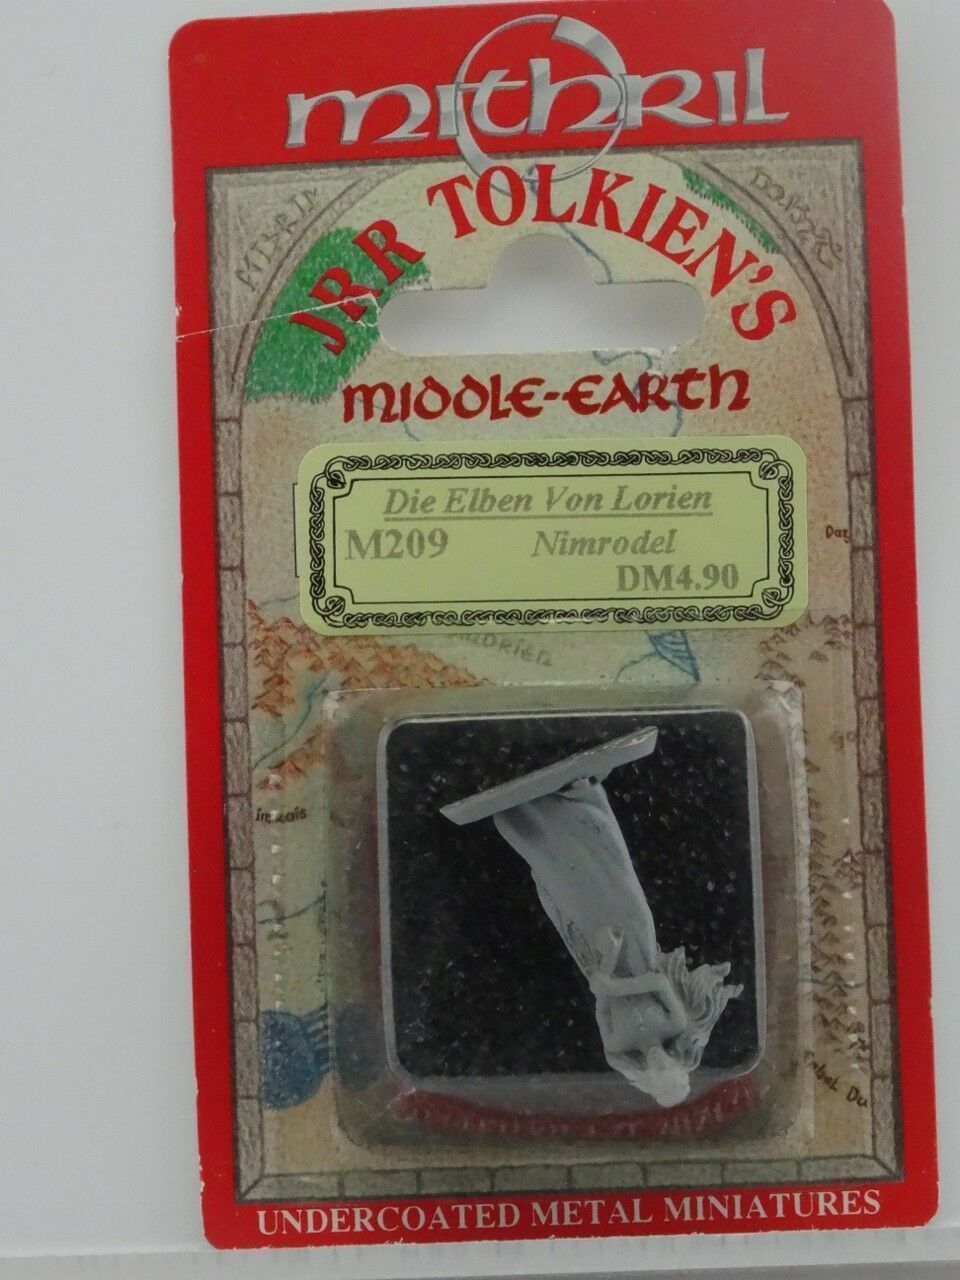 mithril
JRR TOLKIEN'S
MIDDLE-EARTH
Die Elben Von Lorien
M209 Nimrodel
DM4.90
UNDERCOATED METAL MINIATURES